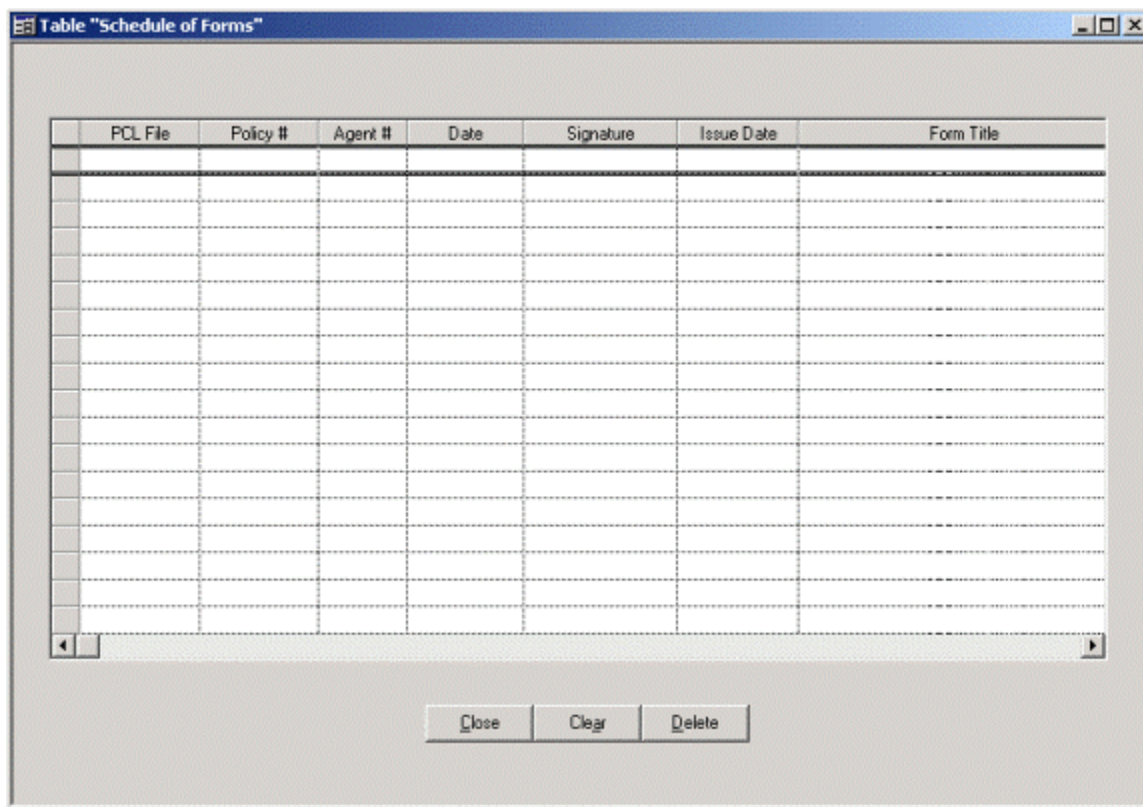 Table "Schedule of Forms"
PCL File Policy # Agent # Date Signature Issue Date Form Title
Close Clear Delete